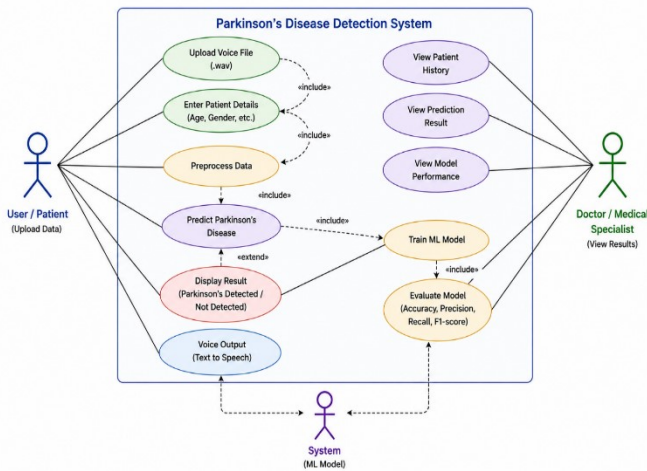 Parkinson's Disease Detection System
Upload Voice File
(.wav)
«include»
Enter Patient Details
(Age, Gender, etc.)
«include»
Preprocess Data
«include»
Predict Parkinson's
Disease
«include»
«extend»
Display Result
(Parkinson's Detected /
Not Detected)
Voice Output
(Text to Speech)
View Patient
History
View Prediction
Result
View Model
Performance
Train ML Model
«include»
Evaluate Model
(Accuracy, Precision,
Recall, F1-score)
User / Patient
(Upload Data)
Doctor / Medical
Specialist
(View Results)
System
(ML Model)